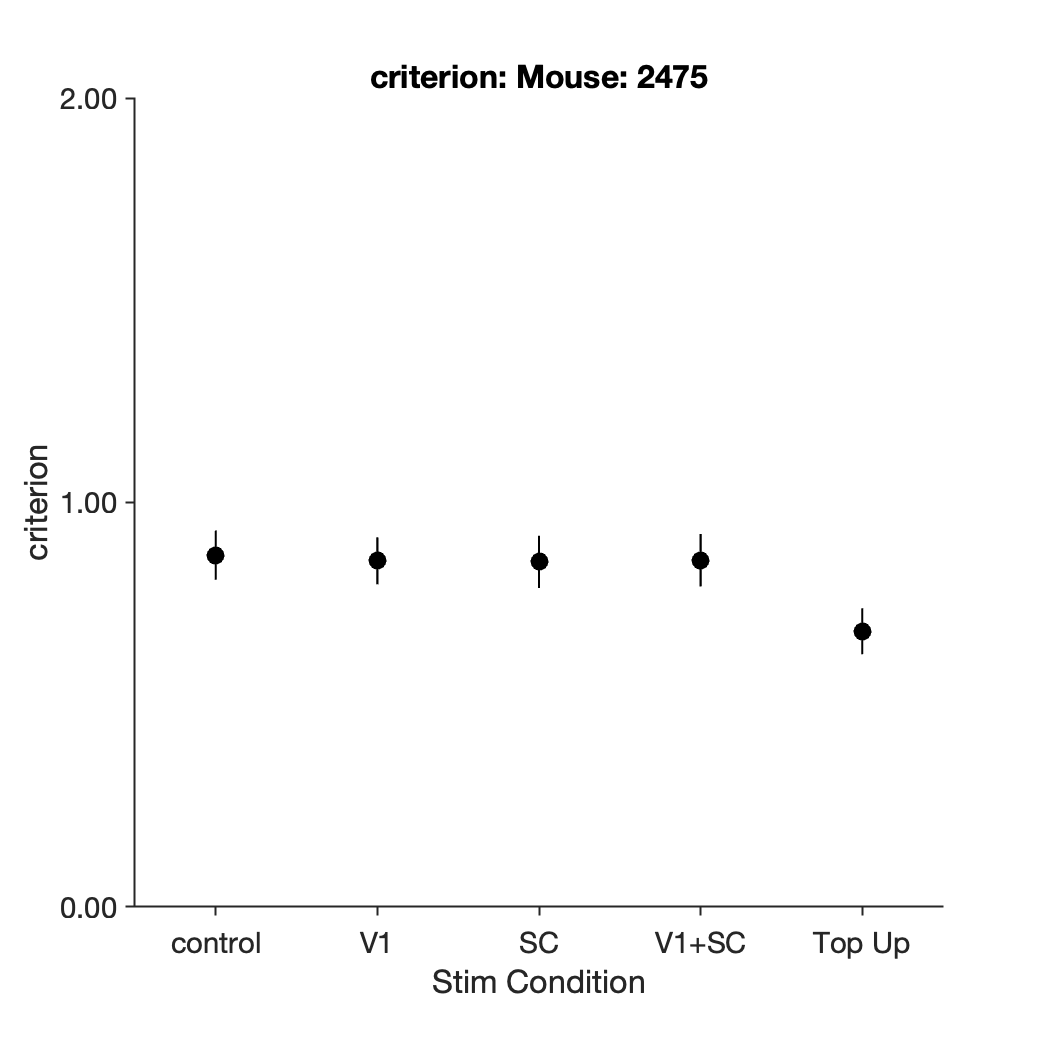 criterion: Mouse: 2475
2.00
1.00
0.00
criterion
control
V1
SC
V1+SC
Top Up
Stim Condition